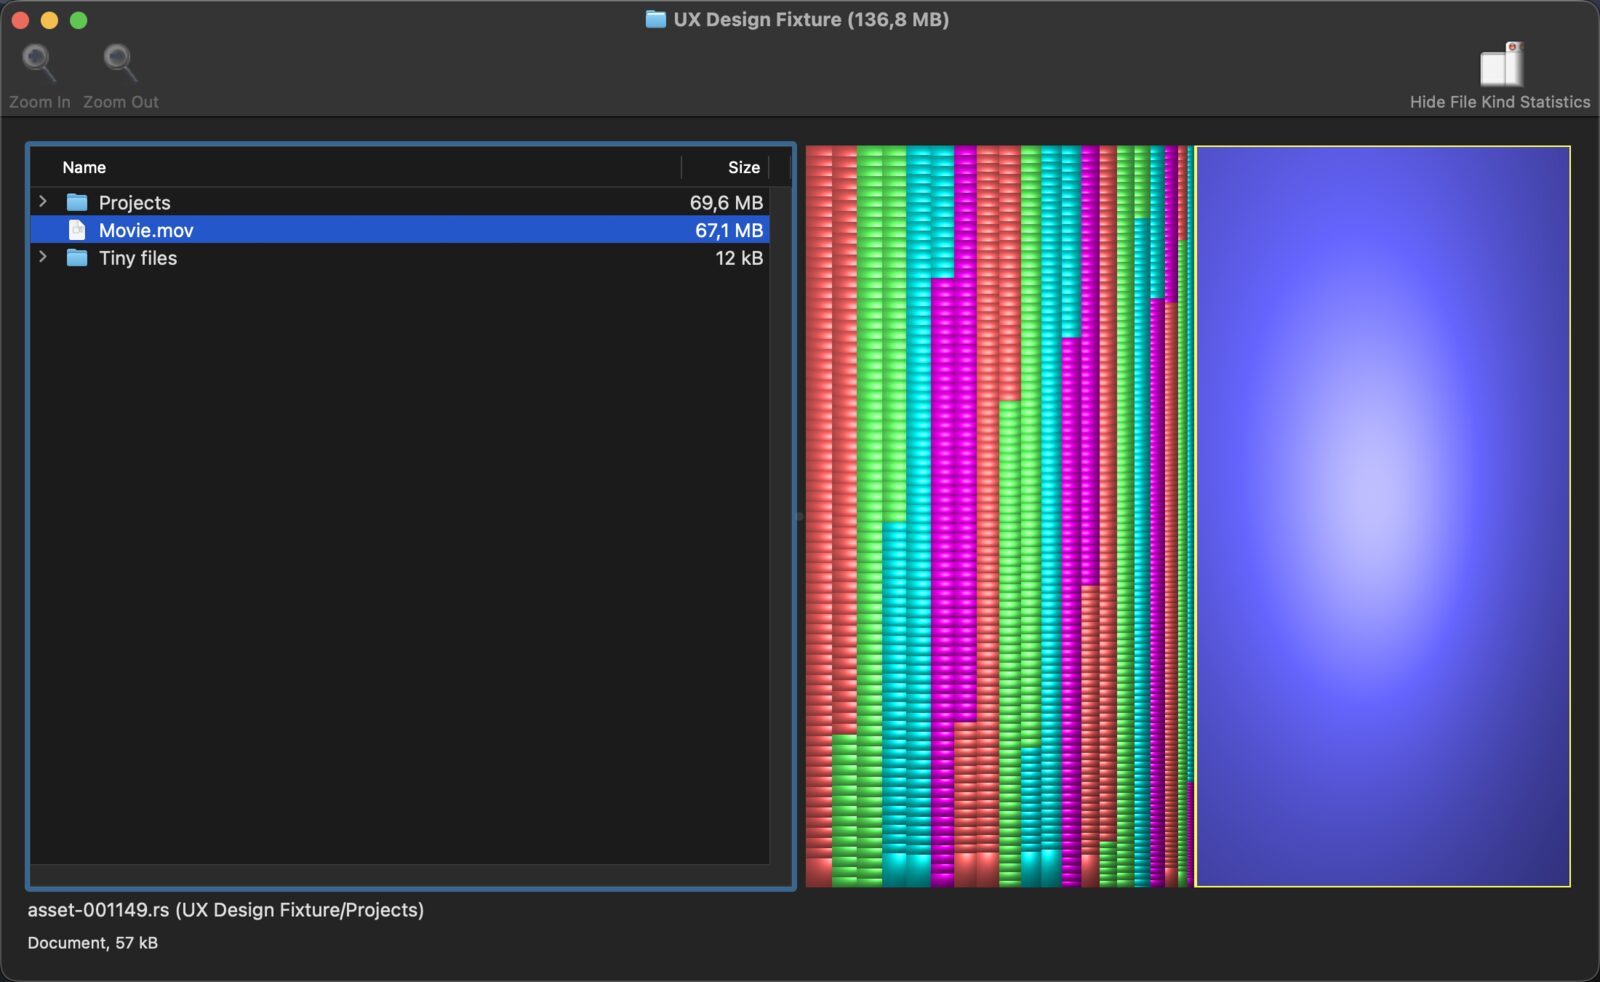 UX Design Fixture (136,8 MB)
Zoom In Zoom Out Hide File Kind Statistics
Name Size
Projects 69,6 MB
Movie.mov 67,1 MB
Tiny files 12 kB
asset-001149.rs (UX Design Fixture/Projects)
Document, 57 kB